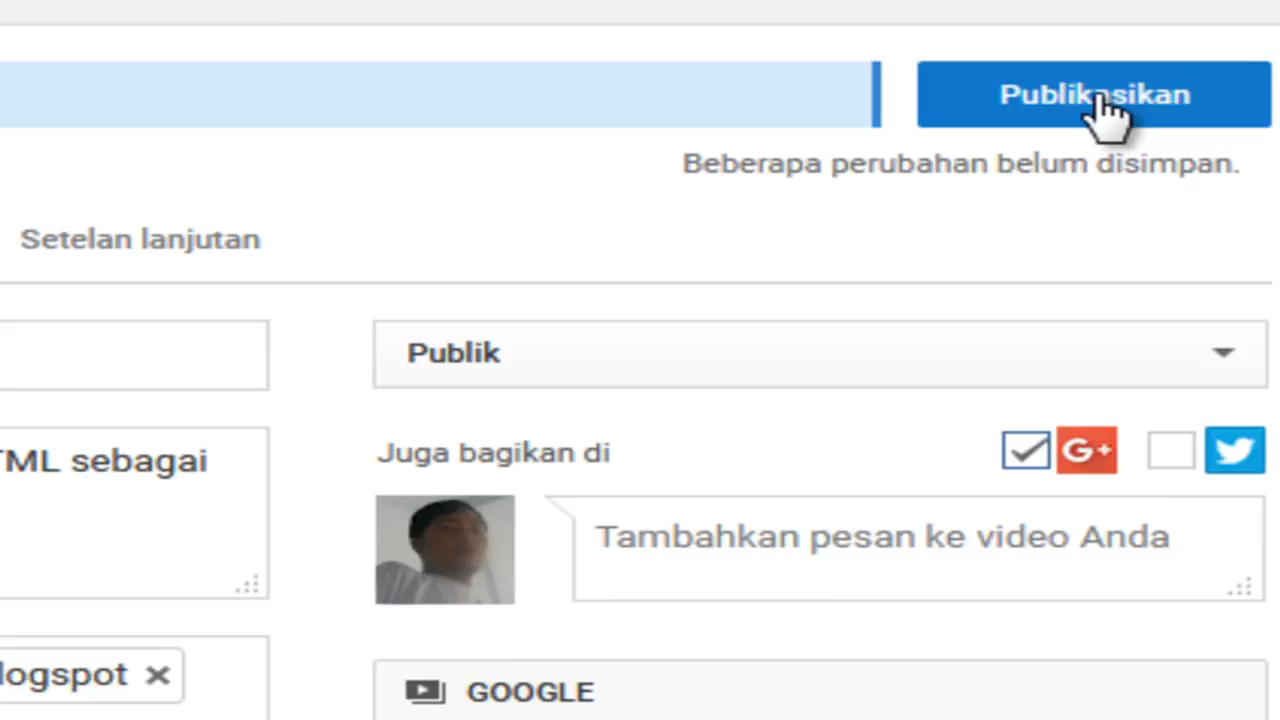 Publikasikan
Beberapa perubahan belum disimpan.
Setelan lanjutan
Publik
TML sebagai
Juga bagikan di
G+
Tambahkan pesan ke video Anda
logspot
GOOGLE